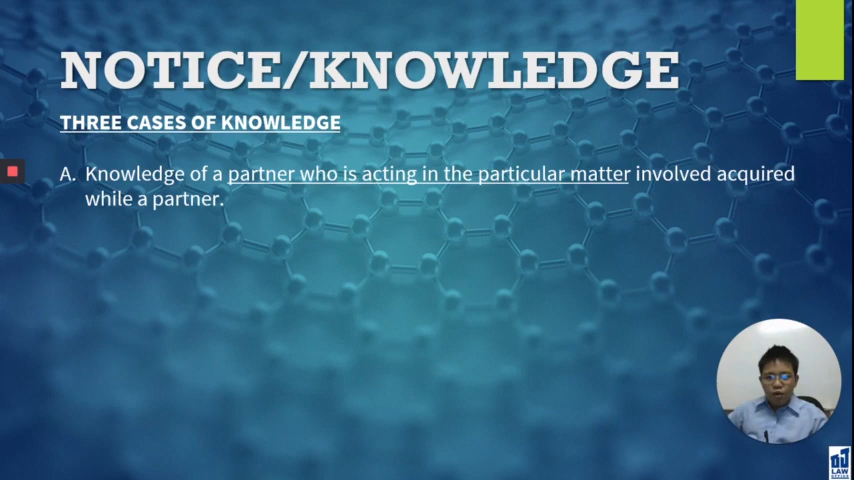 NOTICE/KNOWLEDGE
THREE CASES OF KNOWLEDGE
A. Knowledge of a partner who is acting in the particular matter involved acquired
while a partner.
LAW